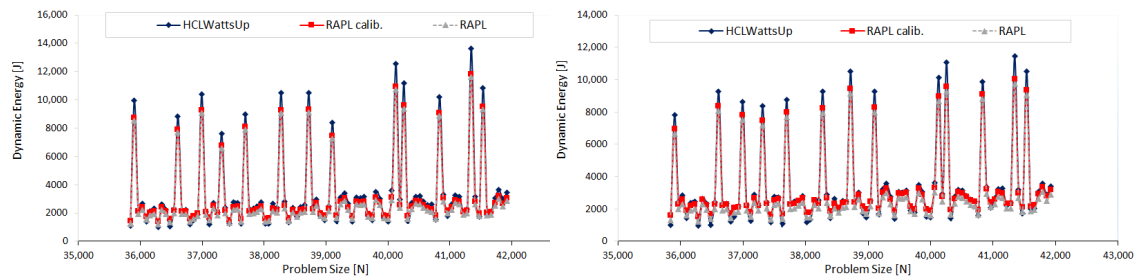 HCLWattsUp RAPL calib. RAPL
16,000
14,000
12,000
10,000
8000
6000
4000
2000
0
Dynamic Energy [J]
35,000 36,000 37,000 38,000 39,000 40,000 41,000 42,000
Problem Size [N]
HCLWattsUp RAPL calib. RAPL
14,000
12,000
10,000
8000
6000
4000
2000
0
Dynamic Energy [J]
35,000 36,000 37,000 38,000 39,000 40,000 41,000 42,000 43,000
Problem Size [N]